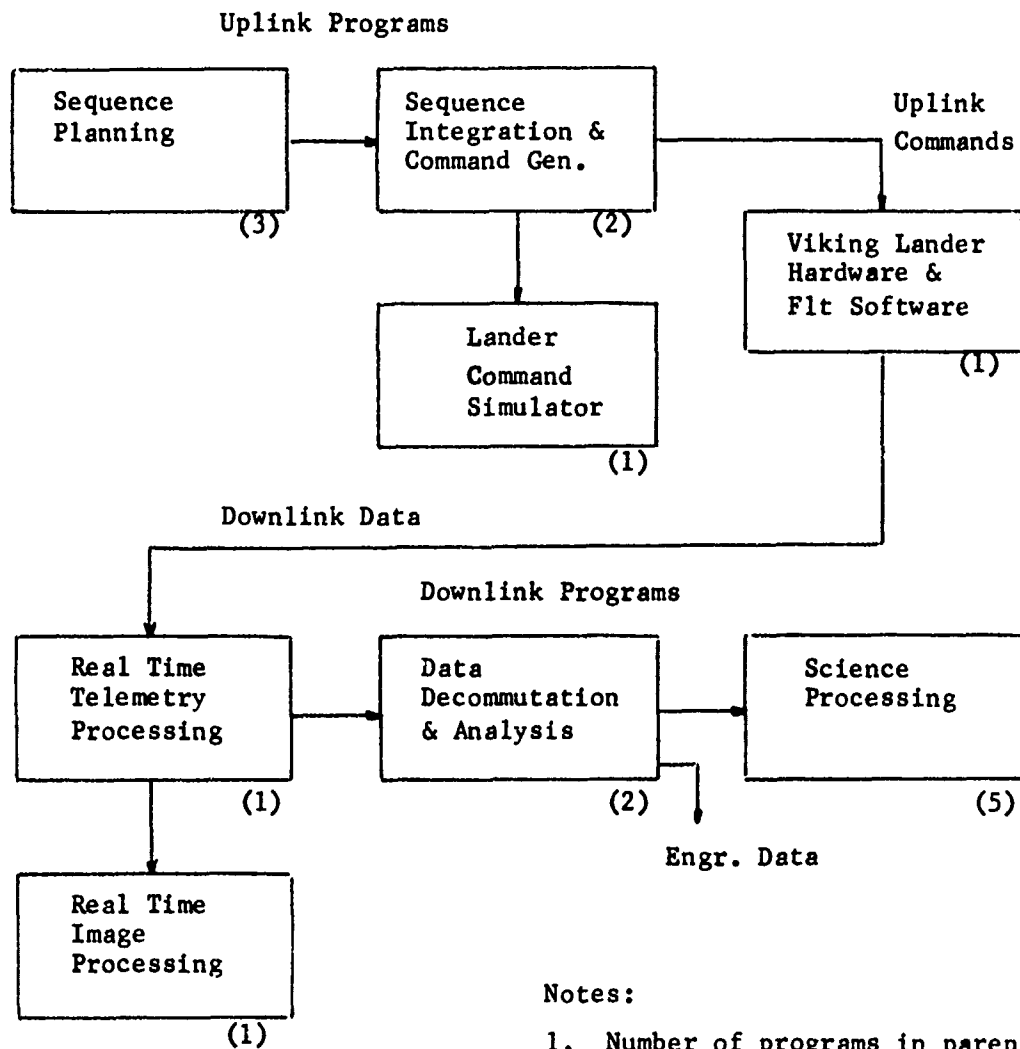 Uplink Programs
Sequence
Planning
(3)
Sequence
Integration &
Command Gen.
(2)
Uplink
Commands
Viking Lander
Hardware &
Flt Software
(1)
Lander
Command
Simulator
(1)
Downlink Data
Downlink Programs
Real Time
Telemetry
Processing
(1)
Data
Decommutation
& Analysis
(2)
Science
Processing
(5)
Engr. Data
Real Time
Image
Processing
(1)
Notes:
1. Number of programs in paren